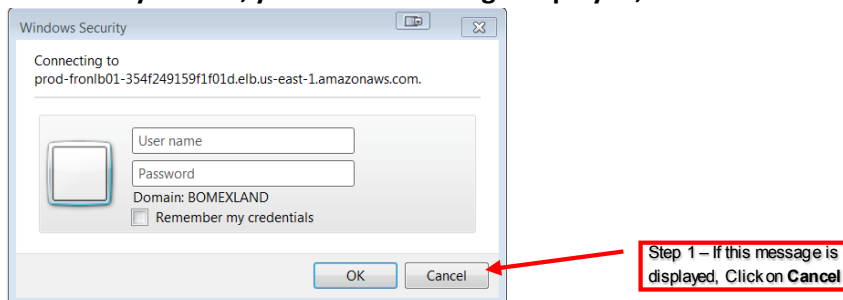 Windows Security
Connecting to
prod-fronlb01-354f249159f1f01d.elb.us-east-1.amazonaws.com.
User name
Password
Domain: BOMEXLAND
Remember my credentials
OK Cancel
Step 1 – If this message is
displayed, Click on Cancel